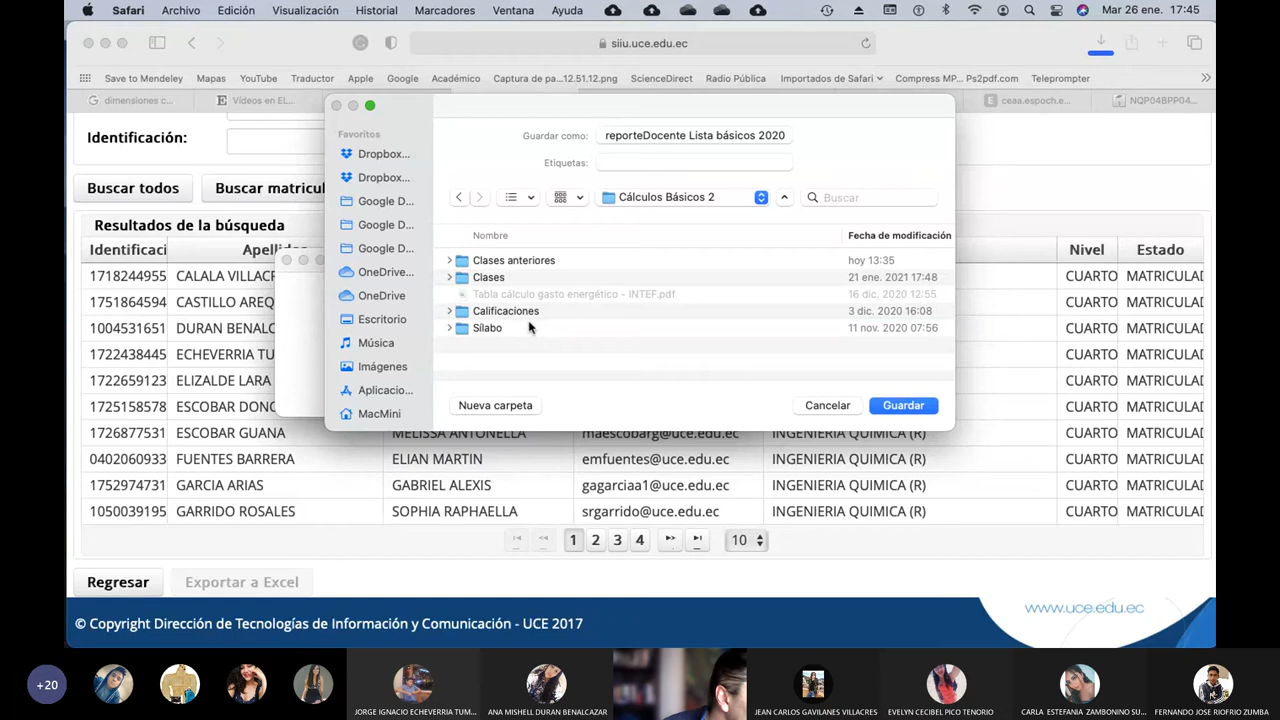 Safari Archivo Edición Visualización Historial Marcadores Ventana Ayuda Mar 26 ene. 17:45
siiu.uce.edu.ec
Save to Mendeley Mapas YouTube Traductor Apple Google Académico Captura de pa...12.51.12.png ScienceDirect Radio Pública Importados de Safari Compress MP... Ps2pdf.com Teleprompter
dimensiones c... Vídeos en EL... ceaa.espoch.e... NQP04BPP04...
Identificación:
Buscar todos Buscar matricul
Resultados de la búsqueda
Favoritos
Dropbox...
Dropbox...
Google D...
Google D...
Google D...
OneDrive...
OneDrive
Escritorio
Música
Imágenes
Aplicacio...
MacMini
Guardar como: reporteDocente Lista básicos 2020
Etiquetas:
Cálculos Básicos 2 Buscar
Nombre Fecha de modificación
Clases anteriores hoy 13:35
Clases 21 ene. 2021 17:48
Tabla cálculo gasto energético - INTEF.pdf 16 dic. 2020 12:55
Calificaciones 3 dic. 2020 16:08
Sílabo 11 nov. 2020 07:56
Nueva carpeta Cancelar Guardar
Identificaci Apellidos Nivel Estado
1718244955 CALALA VILLACR CUARTO MATRICULAD
1751864594 CASTILLO AREQ CUARTO MATRICULAD
1004531651 DURAN BENALC CUARTO MATRICULAD
1722438445 ECHEVERRIA TU CUARTO MATRICULAD
1722659123 ELIZALDE LARA CUARTO MATRICULAD
1725158578 ESCOBAR DONO CUARTO MATRICULAD
1726877531 ESCOBAR GUANA MELISSA ANTONELLA maescobarg@uce.edu.ec INGENIERIA QUIMICA (R) CUARTO MATRICULAD
0402060933 FUENTES BARRERA ELIAN MARTIN emfuentes@uce.edu.ec INGENIERIA QUIMICA (R) CUARTO MATRICULAD
1752974731 GARCIA ARIAS GABRIEL ALEXIS gagarciaa1@uce.edu.ec INGENIERIA QUIMICA (R) CUARTO MATRICULAD
1050039195 GARRIDO ROSALES SOPHIA RAPHAELLA srgarrido@uce.edu.ec INGENIERIA QUIMICA (R) CUARTO MATRICULAD
1 2 3 4 10
Regresar Exportar a Excel
www.uce.edu.ec
© Copyright Dirección de Tecnologías de Información y Comunicación - UCE 2017
+20
JORGE IGNACIO ECHEVERRIA TUM... ANA MISHELL DURAN BENALCAZAR JEAN CARLOS GAVILANES VILLACRES EVELYN CECIBEL PICO TENORIO CARLA ESTEFANIA ZAMBONINO SU... FERNANDO JOSE RIOFRIO ZUMBA